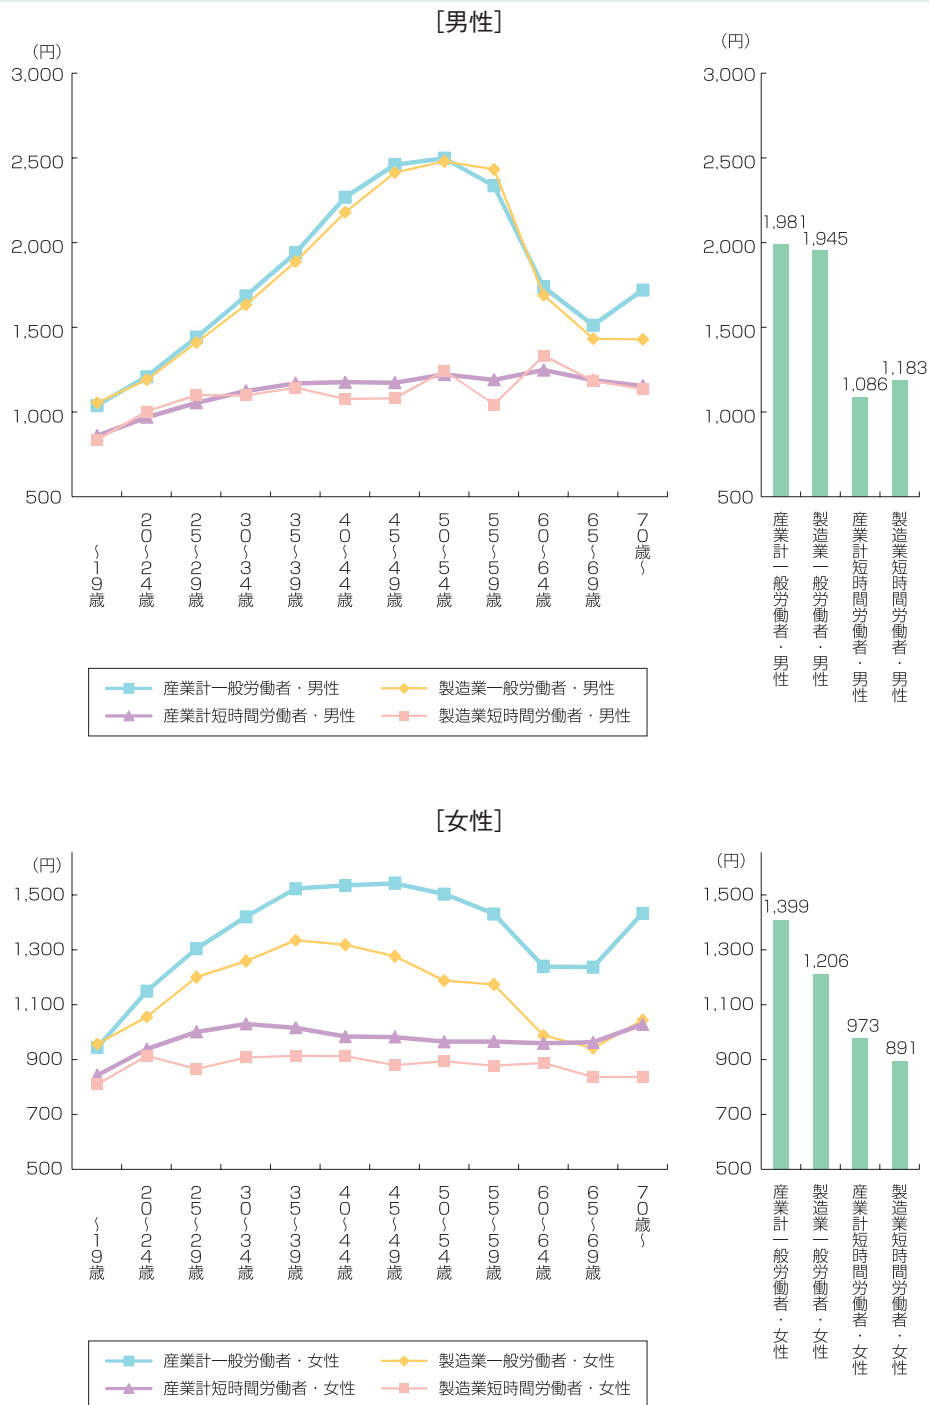 ［男性］
（円）
3,000
2,500
2,000
1,500
1,000
500
～19歳
20～24歳
25～29歳
30～34歳
35～39歳
40～44歳
45～49歳
50～54歳
55～59歳
60～64歳
65～69歳
70歳～
産業計一般労働者・男性
製造業一般労働者・男性
産業計短時間労働者・男性
製造業短時間労働者・男性
（円）
3,000
2,500
2,000
1,500
1,000
500
1,981
1,945
1,086
1,183
産業計一般労働者・男性
製造業一般労働者・男性
産業計短時間労働者・男性
製造業短時間労働者・男性
［女性］
（円）
1,500
1,300
1,100
900
700
500
～19歳
20～24歳
25～29歳
30～34歳
35～39歳
40～44歳
45～49歳
50～54歳
55～59歳
60～64歳
65～69歳
70歳～
産業計一般労働者・女性
製造業一般労働者・女性
産業計短時間労働者・女性
製造業短時間労働者・女性
（円）
1,500
1,300
1,100
900
700
500
1,399
1,206
973
891
産業計一般労働者・女性
製造業一般労働者・女性
産業計短時間労働者・女性
製造業短時間労働者・女性